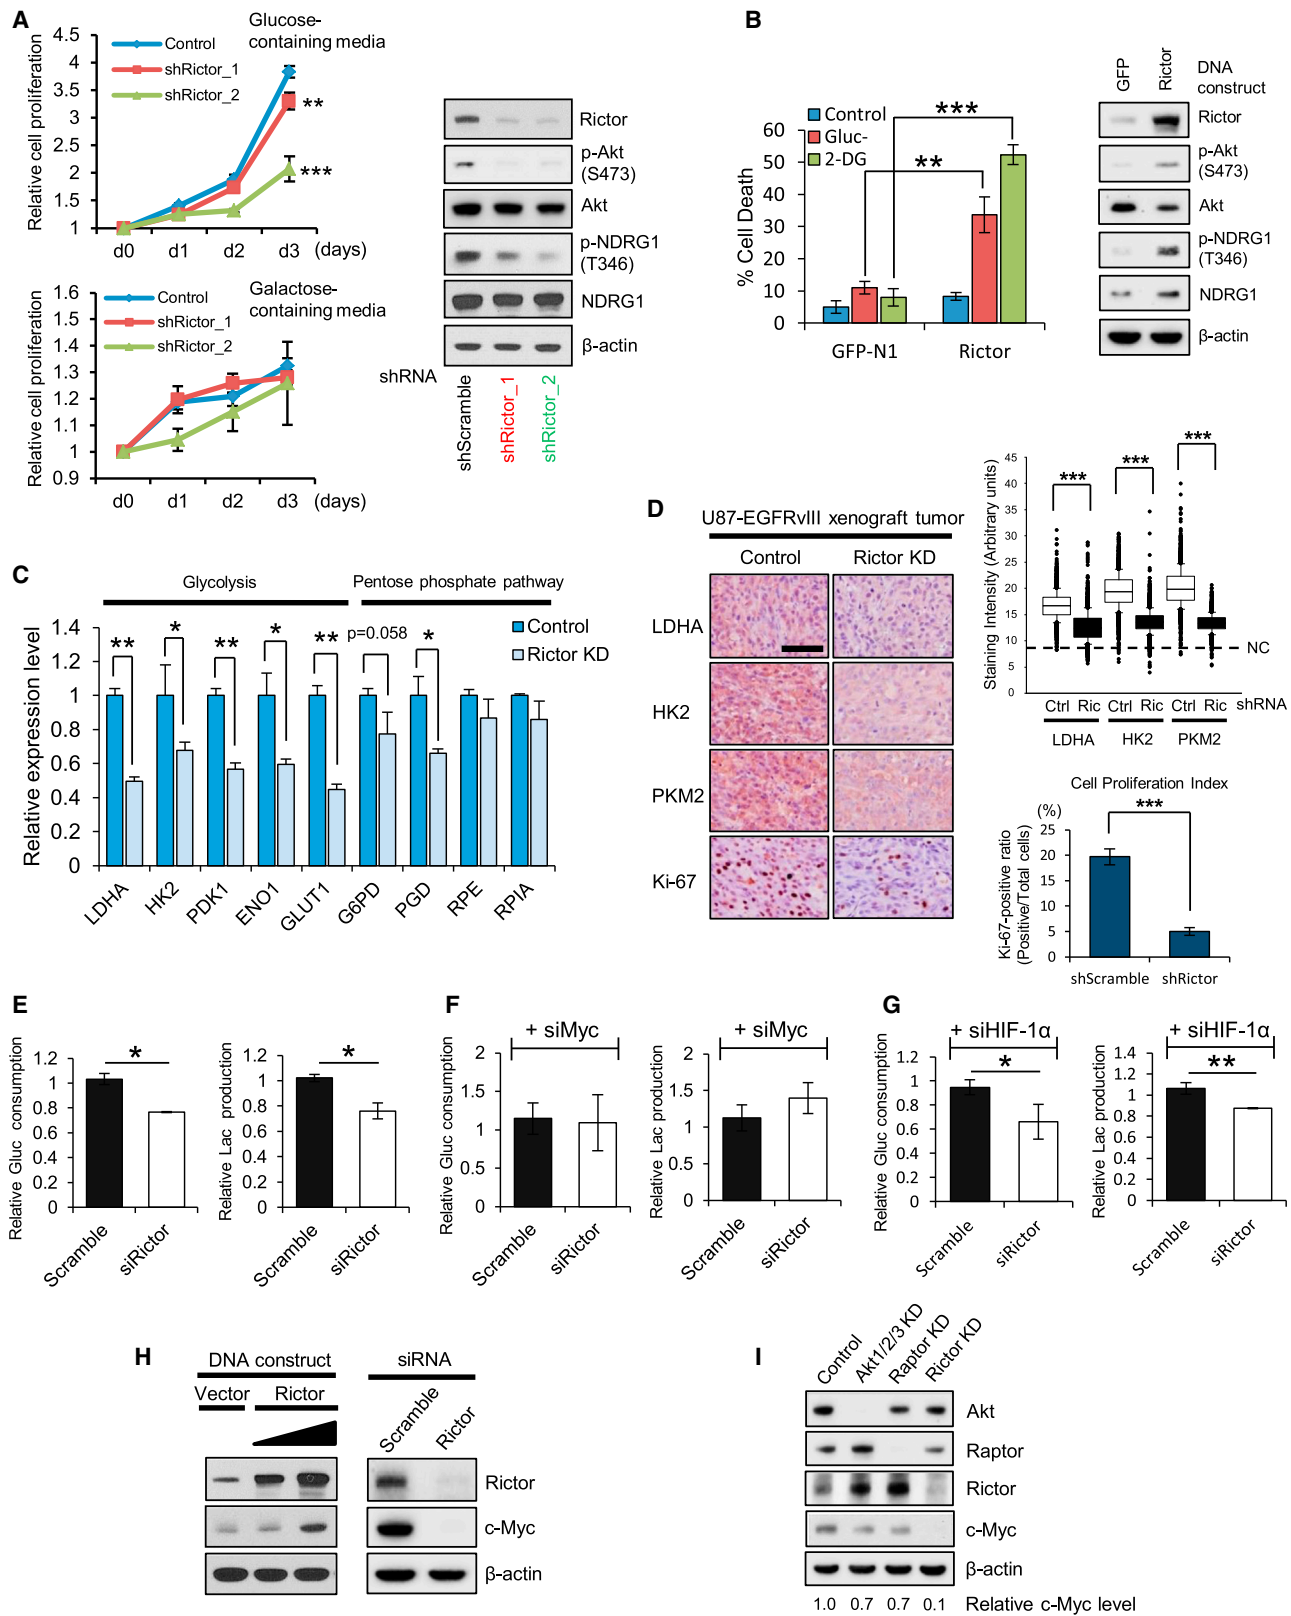 A
Glucose-
containing media
Control
shRictor_1
shRictor_2
Relative cell proliferation
4.5
4
3.5
3
2.5
2
1.5
1
**
***
d0 d1 d2 d3 (days)
Galactose-
containing media
Control
shRictor_1
shRictor_2
Relative cell proliferation
1.6
1.5
1.4
1.3
1.2
1.1
1
0.9
d0 d1 d2 d3 (days)
Rictor
p-Akt
(S473)
Akt
p-NDRG1
(T346)
NDRG1
β-actin
shRNA
shScramble
shRictor_1
shRictor_2
B
Control
Gluc-
2-DG
***
**
% Cell Death
60
50
40
30
20
10
0
GFP-N1 Rictor
GFP
Rictor
DNA
construct
Rictor
p-Akt
(S473)
Akt
p-NDRG1
(T346)
NDRG1
β-actin
C
Glycolysis
Pentose phosphate pathway
Control
Rictor KD
Relative expression level
1.4
1.2
1
0.8
0.6
0.4
0.2
0
** * ** * ** p=0.058 *
LDHA HK2 PDK1 ENO1 GLUT1 G6PD PGD RPE RPIA
D
U87-EGFRvIII xenograft tumor
Control Rictor KD
LDHA
HK2
PKM2
Ki-67
Staining Intensity (Arbitrary units)
45
40
35
30
25
20
15
10
5
0
*** *** ***
NC
Ctrl Ric Ctrl Ric Ctrl Ric shRNA
LDHA HK2 PKM2
Cell Proliferation Index
(%)
***
Ki-67-positive ratio
(Positive/Total cells)
25
20
15
10
5
0
shScramble shRictor
E
Relative Gluc consumption
1.2
1
0.8
0.6
0.4
0.2
0
*
Scramble
siRictor
Relative Lac production
1.2
1
0.8
0.6
0.4
0.2
0
*
Scramble
siRictor
F
+ siMyc
Relative Gluc consumption
2
1.5
1
0.5
0
Scramble
siRictor
+ siMyc
Relative Lac production
2
1.5
1
0.5
0
Scramble
siRictor
G
+ siHIF-1α
*
Relative Gluc consumption
1.2
1
0.8
0.6
0.4
0.2
0
Scramble
siRictor
+ siHIF-1α
**
Relative Lac production
1.4
1.2
1
0.8
0.6
0.4
0.2
0
Scramble
siRictor
H
DNA construct
Vector Rictor
siRNA
Scramble
Rictor
Rictor
c-Myc
β-actin
I
Control
Akt1/2/3 KD
Raptor KD
Rictor KD
Akt
Raptor
Rictor
c-Myc
β-actin
1.0 0.7 0.7 0.1 Relative c-Myc level